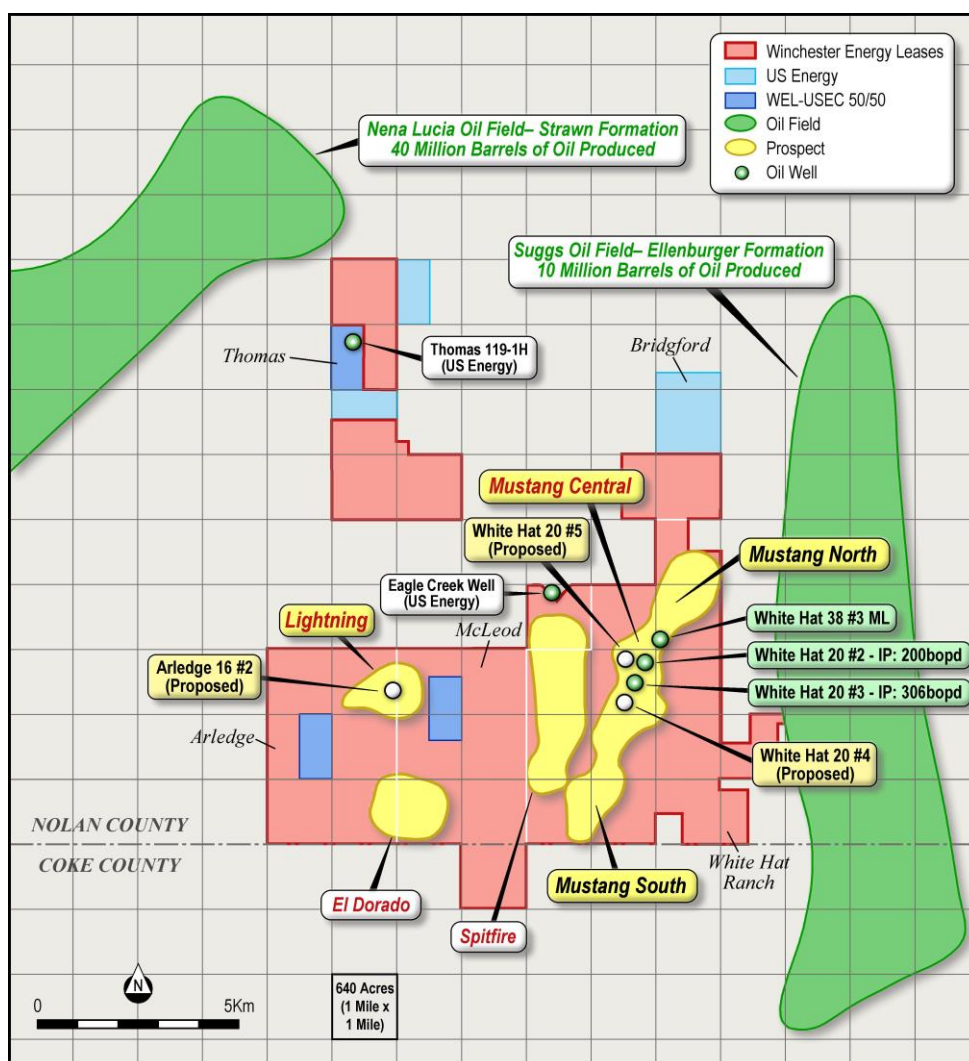 Winchester Energy Leases
US Energy
WEL-USEC 50/50
Oil Field
Prospect
Oil Well
Nena Lucia Oil Field– Strawn Formation
40 Million Barrels of Oil Produced
Suggs Oil Field– Ellenburger Formation
10 Million Barrels of Oil Produced
Thomas
Thomas 119-1H
(US Energy)
Bridgford
Mustang Central
White Hat 20 #5
(Proposed)
Mustang North
Eagle Creek Well
(US Energy)
Lightning
McLeod
White Hat 38 #3 ML
White Hat 20 #2 - IP: 200bopd
White Hat 20 #3 - IP: 306bopd
Arledge 16 #2
(Proposed)
Arledge
White Hat 20 #4
(Proposed)
NOLAN COUNTY
COKE COUNTY
White Hat
Ranch
Mustang South
El Dorado
Spitfire
N
0
5Km
640 Acres
(1 Mile x
1 Mile)